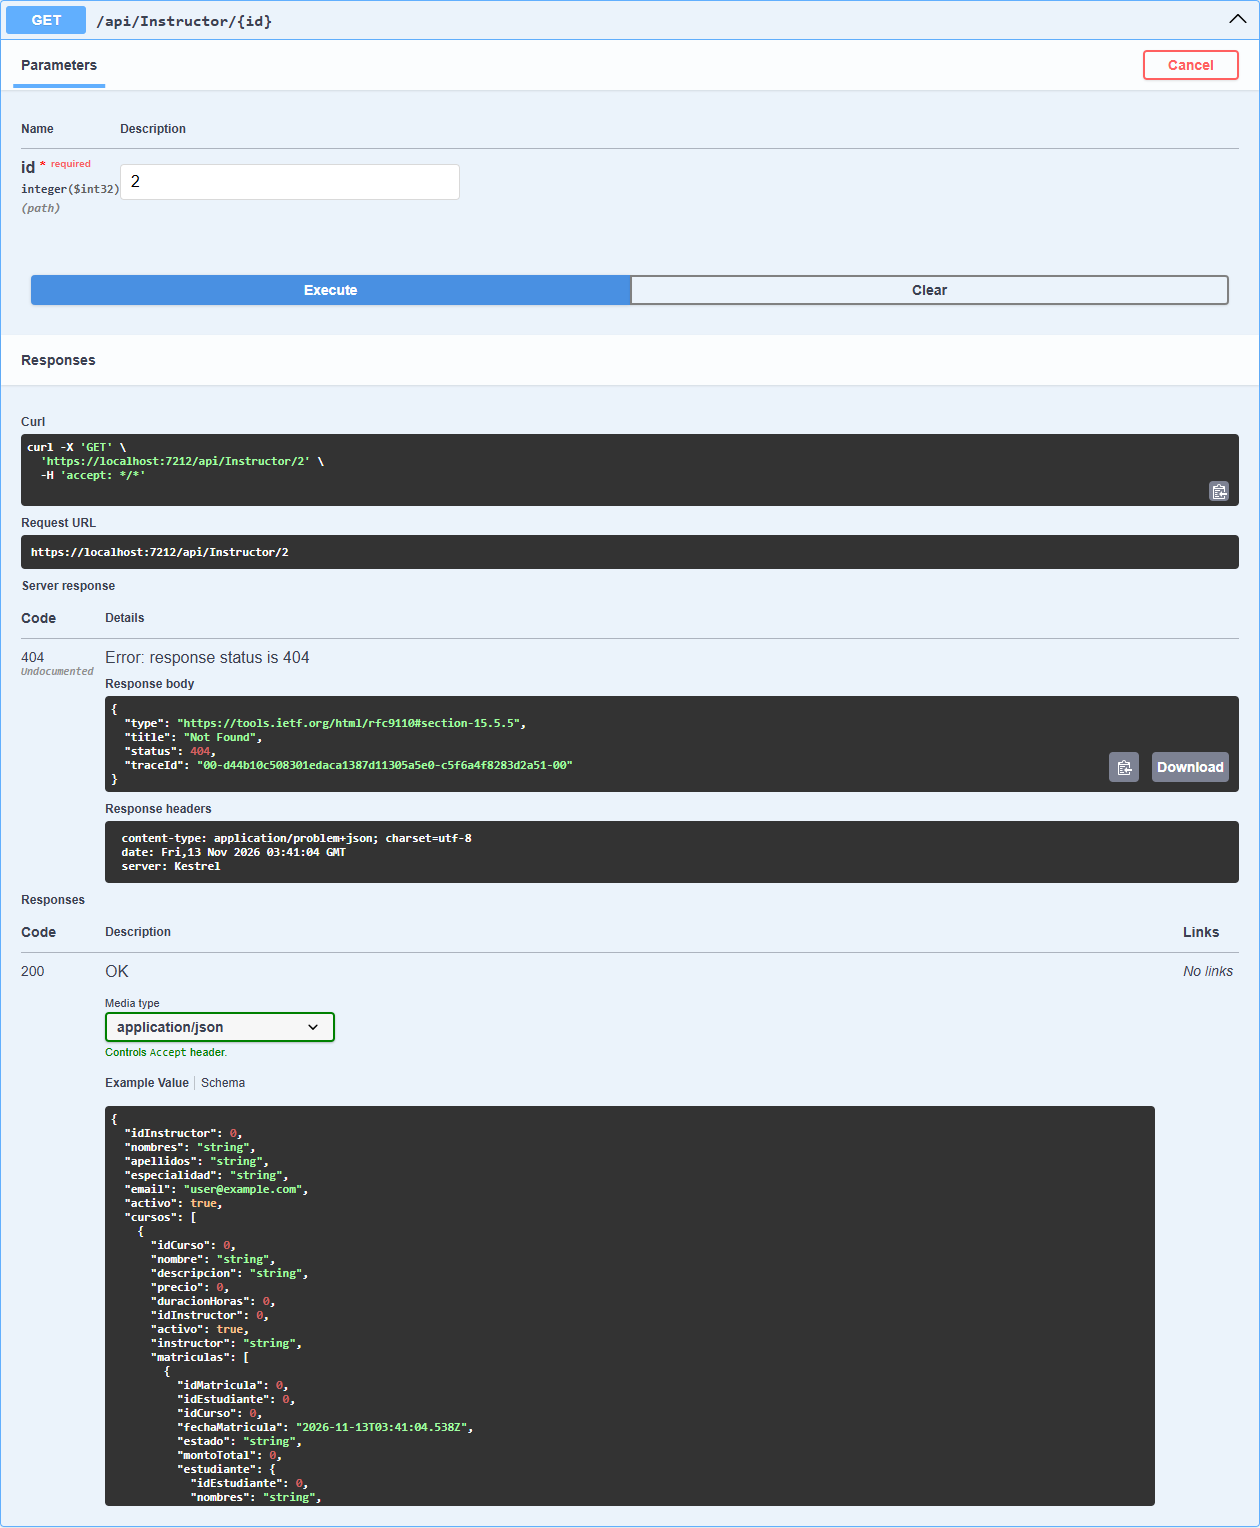 GET /api/Instructor/{id}
Parameters
Cancel
Name Description
id * required
integer($int32)
(path)
2
Execute
Clear
Responses
Curl
curl -X 'GET' \
  'https://localhost:7212/api/Instructor/2' \
  -H 'accept: */*'
Request URL
https://localhost:7212/api/Instructor/2
Server response
Code Details
404
Undocumented
Error: response status is 404
Response body
{
  "type": "https://tools.ietf.org/html/rfc9110#section-15.5.5",
  "title": "Not Found",
  "status": 404,
  "traceId": "00-d44b10c508301edaca1387d11305a5e0-c5f6a4f8283d2a51-00"
}
Download
Response headers
content-type: application/problem+json; charset=utf-8
date: Fri,13 Nov 2026 03:41:04 GMT
server: Kestrel
Responses
Code Description Links
200 OK No links
Media type
application/json
Controls Accept header.
Example Value Schema
{
  "idInstructor": 0,
  "nombres": "string",
  "apellidos": "string",
  "especialidad": "string",
  "email": "user@example.com",
  "activo": true,
  "cursos": [
    {
      "idCurso": 0,
      "nombre": "string",
      "descripcion": "string",
      "precio": 0,
      "duracionHoras": 0,
      "idInstructor": 0,
      "activo": true,
      "instructor": "string",
      "matriculas": [
        {
          "idMatricula": 0,
          "idEstudiante": 0,
          "idCurso": 0,
          "fechaMatricula": "2026-11-13T03:41:04.538Z",
          "estado": "string",
          "montoTotal": 0,
          "estudiante": {
            "idEstudiante": 0,
            "nombres": "string",